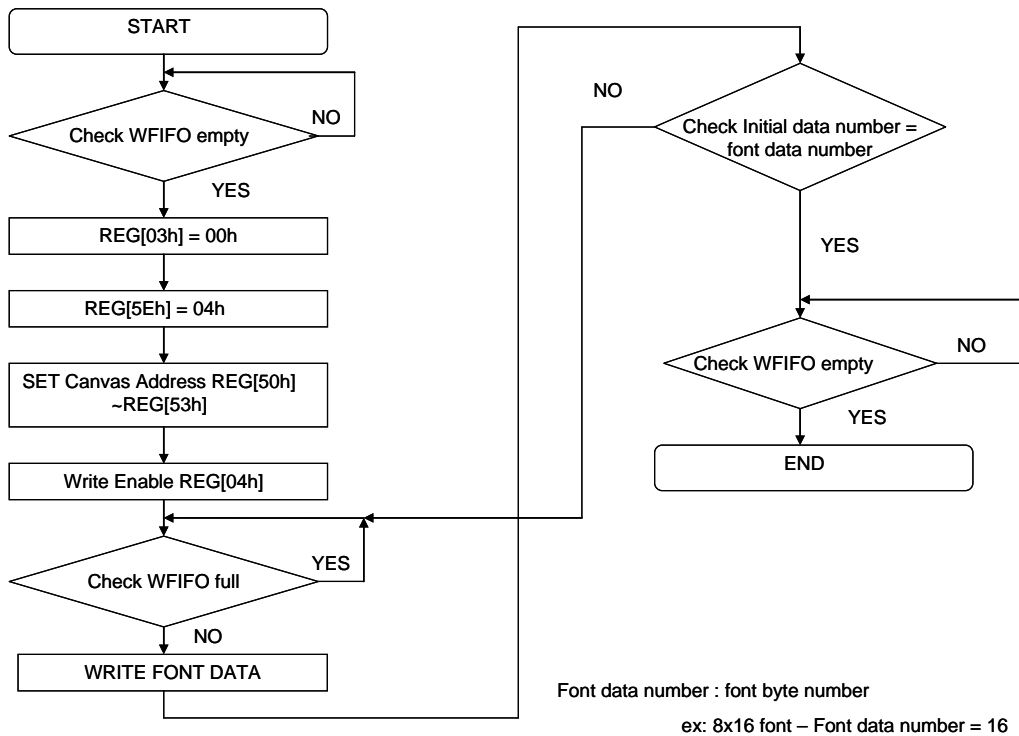 START
NO
Check WFIFO empty
YES
REG[03h] = 00h
REG[5Eh] = 04h
SET Canvas Address REG[50h]
~REG[53h]
Write Enable REG[04h]
YES
Check WFIFO full
NO
WRITE FONT DATA
NO
Check Initial data number =
font data number
YES
NO
Check WFIFO empty
YES
END
Font data number : font byte number
ex: 8x16 font – Font data number = 16